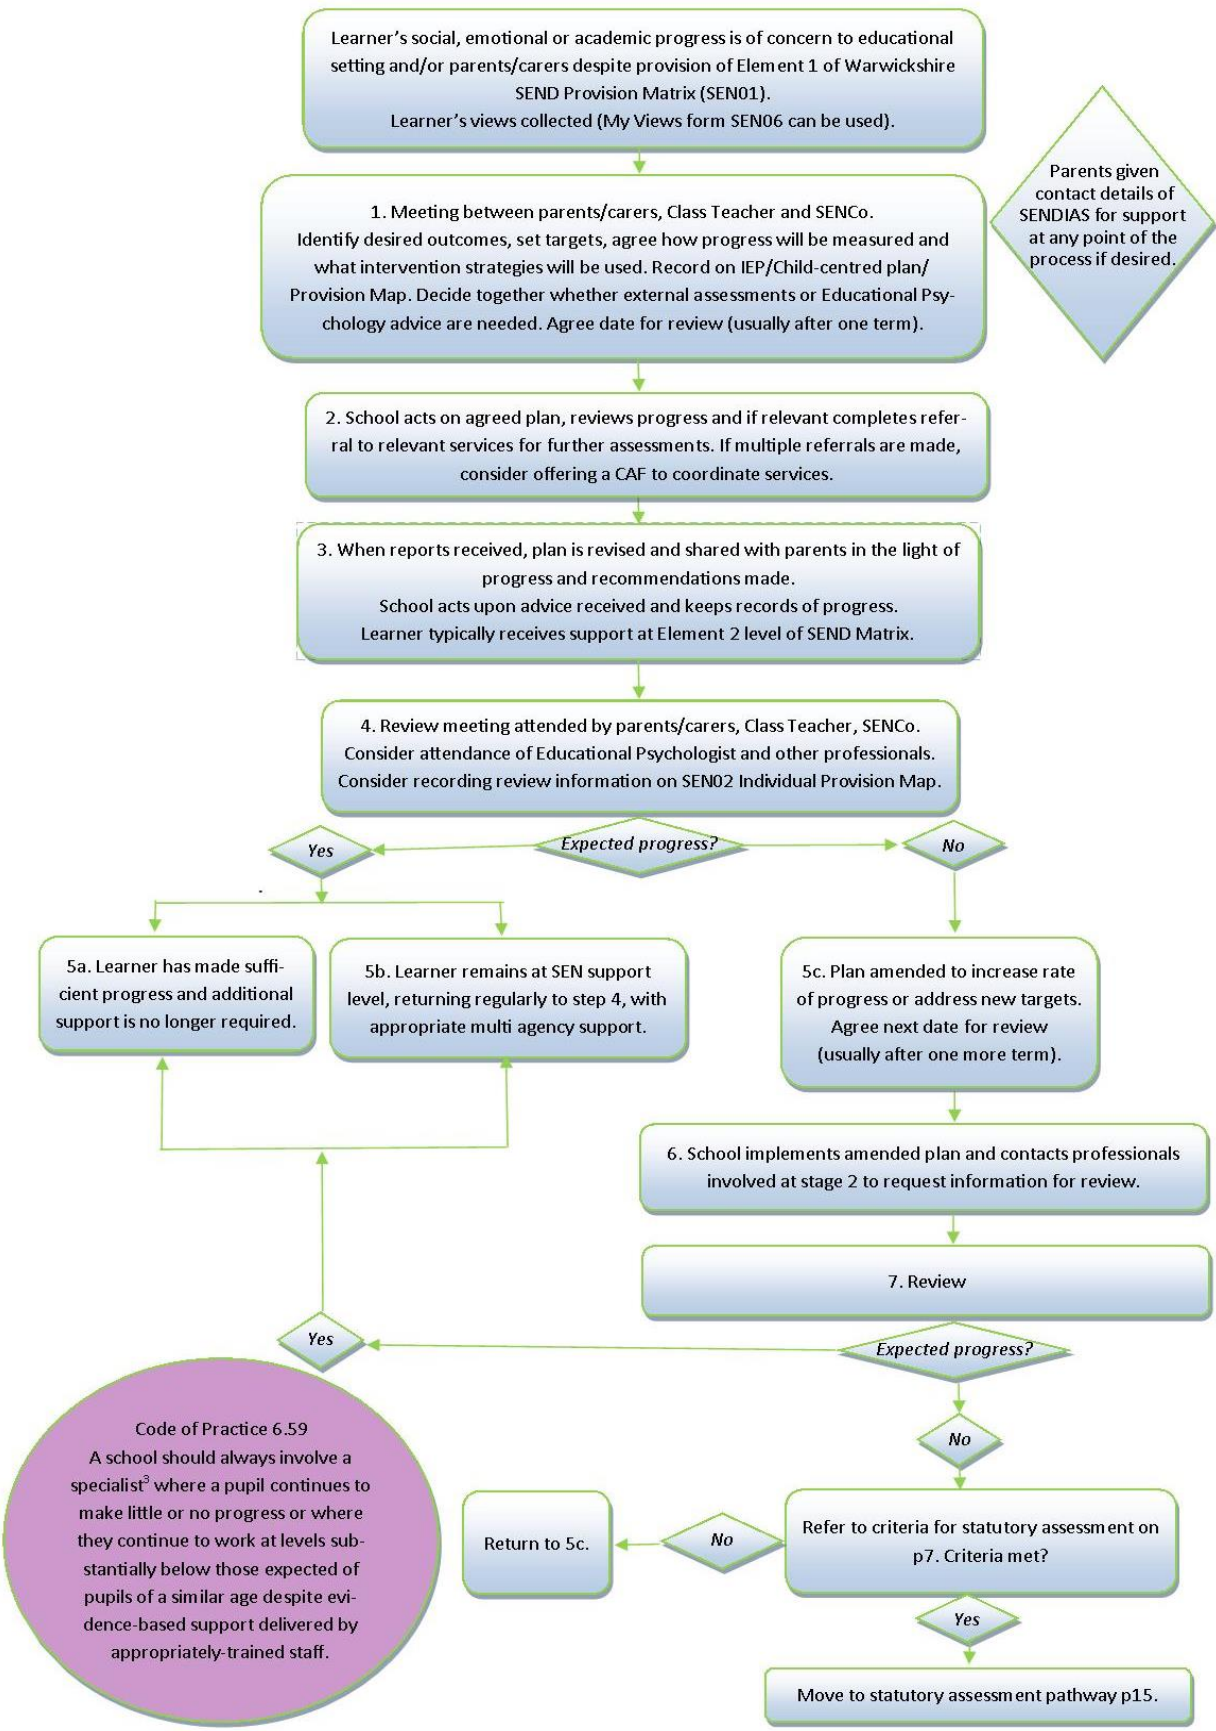 Learner's social, emotional or academic progress is of concern to educational
setting and/or parents/carers despite provision of Element 1 of Warwickshire
SEND Provision Matrix (SEN01).
Learner's views collected (My Views form SEN06 can be used).
Parents given
contact details of
SENDIAS for support
at any point of the
process if desired.
1. Meeting between parents/carers, Class Teacher and SENCo.
Identify desired outcomes, set targets, agree how progress will be measured and
what intervention strategies will be used. Record on IEP/Child-centred plan/
Provision Map. Decide together whether external assessments or Educational Psy-
chology advice are needed. Agree date for review (usually after one term).
2. School acts on agreed plan, reviews progress and if relevant completes refer-
ral to relevant services for further assessments. If multiple referrals are made,
consider offering a CAF to coordinate services.
3. When reports received, plan is revised and shared with parents in the light of
progress and recommendations made.
School acts upon advice received and keeps records of progress.
Learner typically receives support at Element 2 level of SEND Matrix.
4. Review meeting attended by parents/carers, Class Teacher, SENCo.
Consider attendance of Educational Psychologist and other professionals.
Consider recording review information on SEN02 Individual Provision Map.
Yes
Expected progress?
No
5a. Learner has made suffi-
cient progress and additional
support is no longer required.
5b. Learner remains at SEN support
level, returning regularly to step 4, with
appropriate multi agency support.
5c. Plan amended to increase rate
of progress or address new targets.
Agree next date for review
(usually after one more term).
6. School implements amended plan and contacts professionals
involved at stage 2 to request information for review.
7. Review
Yes
Expected progress?
No
Code of Practice 6.59
A school should always involve a
specialist³ where a pupil continues to
make little or no progress or where
they continue to work at levels sub-
stantially below those expected of
pupils of a similar age despite evi-
dence-based support delivered by
appropriately-trained staff.
Return to 5c.
No
Refer to criteria for statutory assessment on
p7. Criteria met?
Yes
Move to statutory assessment pathway p15.